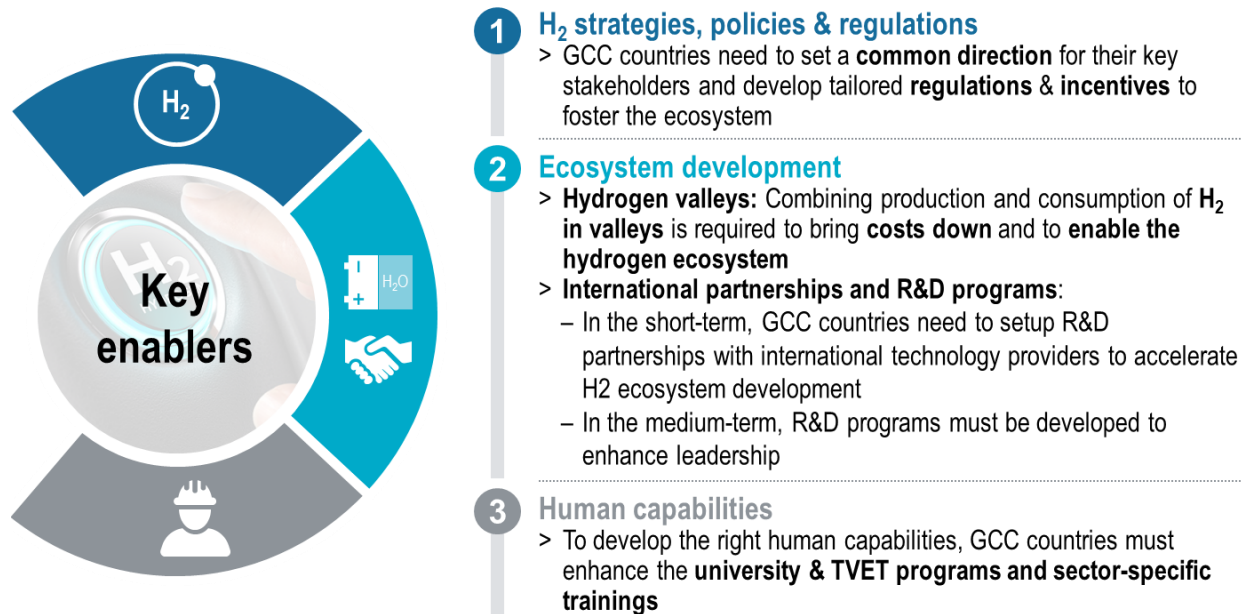 H₂
H₂
H₂O
Key
enablers
1
H₂ strategies, policies & regulations
> GCC countries need to set a common direction for their key
stakeholders and develop tailored regulations & incentives to
foster the ecosystem
2
Ecosystem development
> Hydrogen valleys: Combining production and consumption of H₂
in valleys is required to bring costs down and to enable the
hydrogen ecosystem
> International partnerships and R&D programs:
– In the short-term, GCC countries need to setup R&D
partnerships with international technology providers to accelerate
H2 ecosystem development
– In the medium-term, R&D programs must be developed to
enhance leadership
3
Human capabilities
> To develop the right human capabilities, GCC countries must
enhance the university & TVET programs and sector-specific
trainings